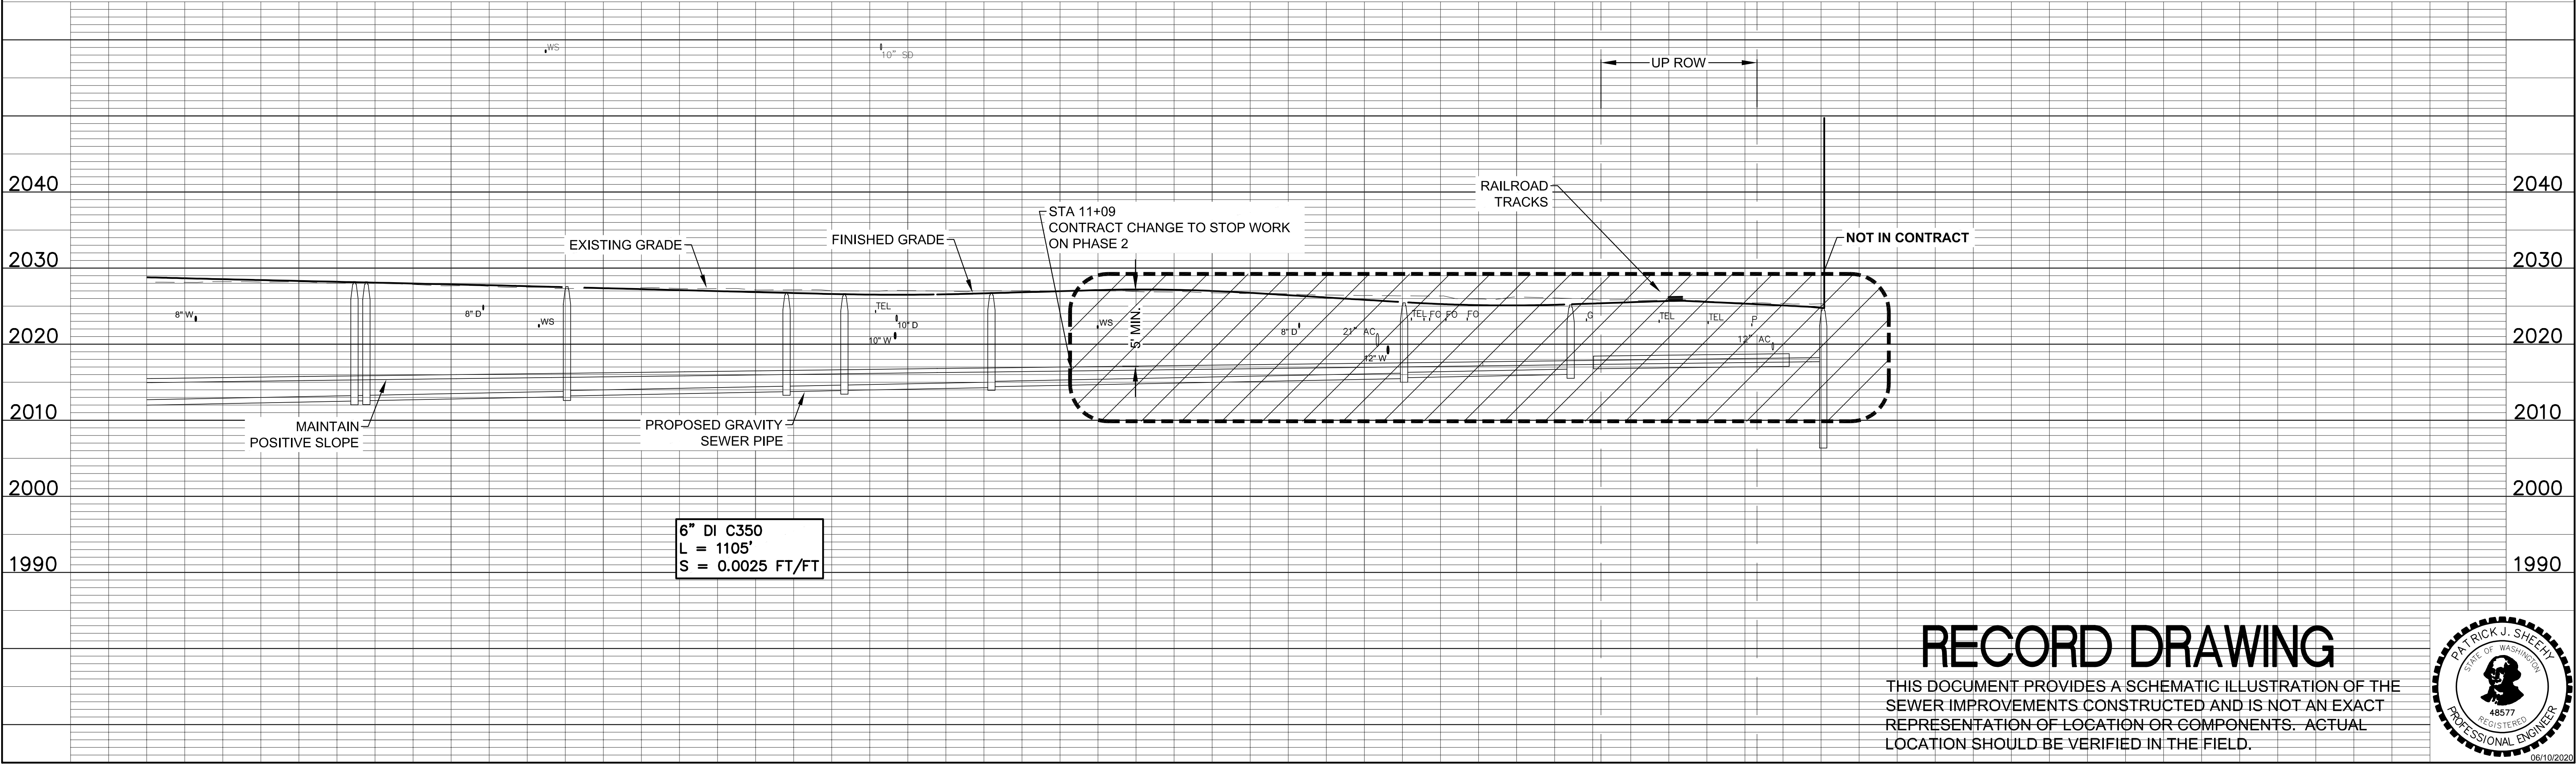 WS
10" SD
UP ROW
2040
2040
RAILROAD
TRACKS
STA 11+09
CONTRACT CHANGE TO STOP WORK
ON PHASE 2
EXISTING GRADE
FINISHED GRADE
NOT IN CONTRACT
2030
2030
8" W
8" D
WS
TEL
10" D
10" W
WS
5' MIN.
8" D
21" AC
12" W
TEL
FO
FO
FO
G
TEL
TEL
P
12" AC
2020
2020
2010
2010
MAINTAIN
POSITIVE SLOPE
PROPOSED GRAVITY
SEWER PIPE
2000
2000
6" DI C350
L = 1105'
S = 0.0025 FT/FT
1990
1990
RECORD DRAWING
THIS DOCUMENT PROVIDES A SCHEMATIC ILLUSTRATION OF THE
SEWER IMPROVEMENTS CONSTRUCTED AND IS NOT AN EXACT
REPRESENTATION OF LOCATION OR COMPONENTS. ACTUAL
LOCATION SHOULD BE VERIFIED IN THE FIELD.
PATRICK J. SHEEHY
STATE OF WASHINGTON
48577
REGISTERED
PROFESSIONAL ENGINEER
06/10/2020